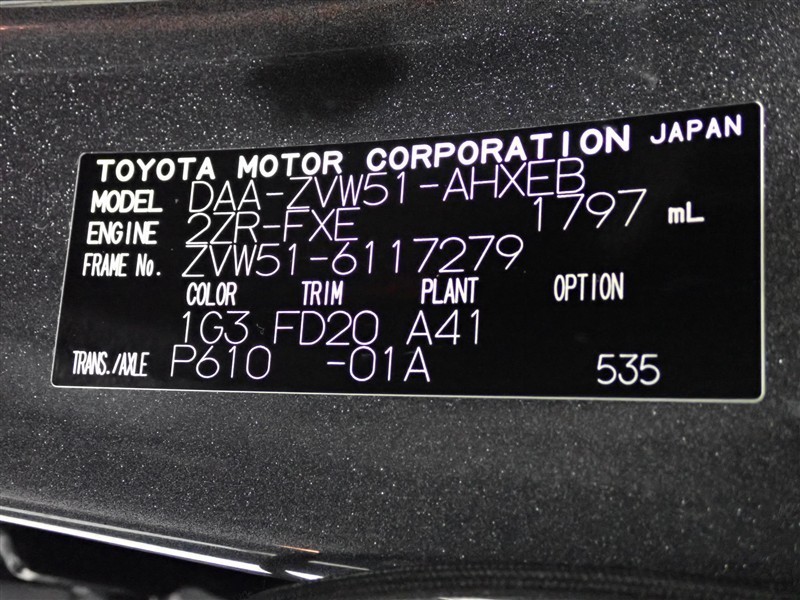 TOYOTA MOTOR CORPORATION JAPAN
MODEL DAA-ZVW51-AHXEB
ENGINE 2ZR-FXE 1797 mL
FRAME No. ZVW51-6117279
COLOR TRIM PLANT OPTION
1G3 FD20 A41
TRANS./AXLE P610 -01A 535